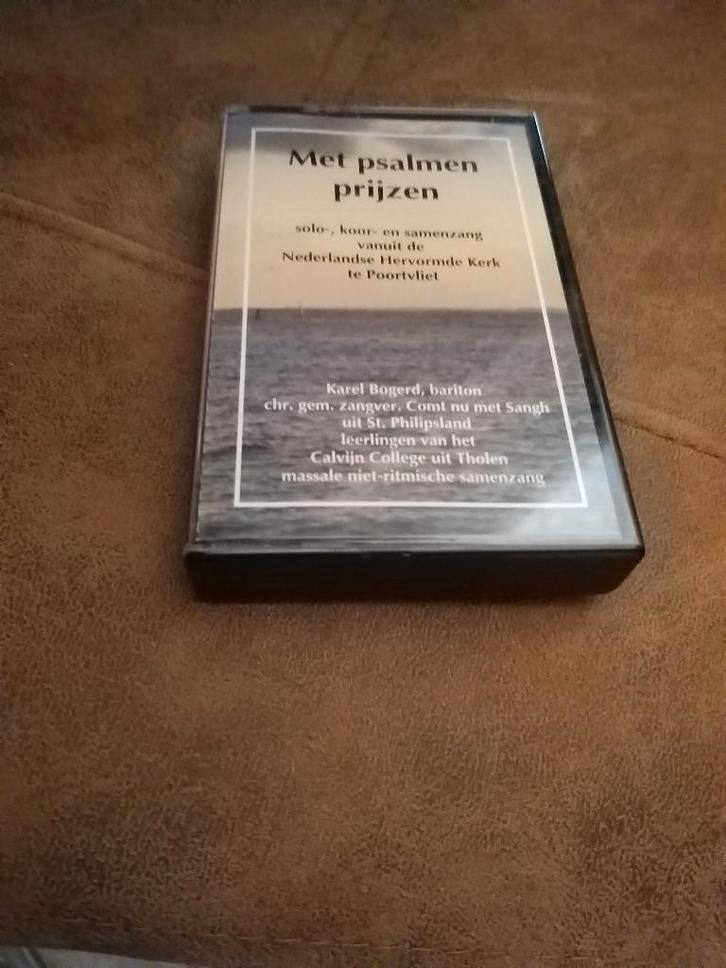 Met psalmen
prijzen
solo-, koor- en samenzang
vanuit de
Nederlandse Hervormde Kerk
te Poortvliet
Karel Bogerd, bariton
chr. gem. zangver. Comt nu met Sangh
uit St. Philipsland
leerlingen van het
Calvijn College uit Tholen
massale niet-ritmische samenzang